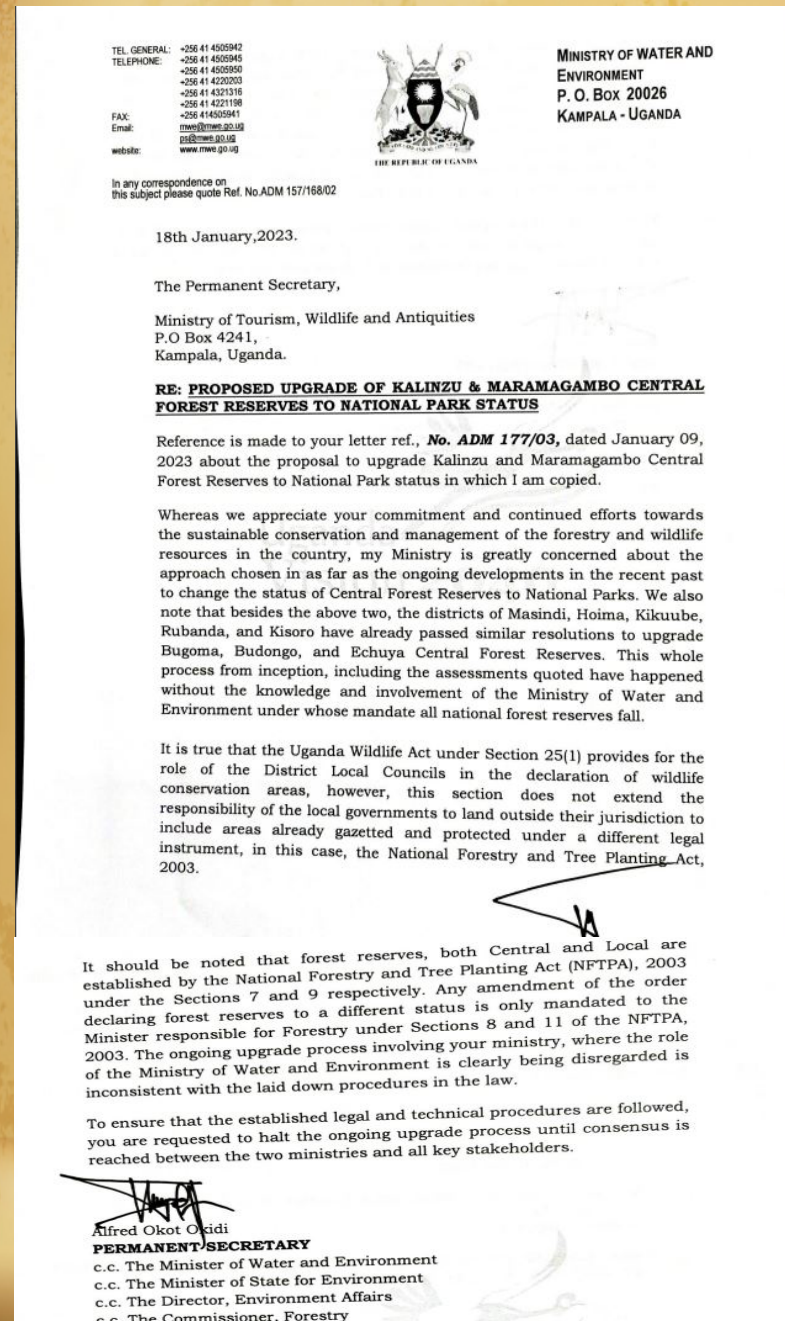 TEL. GENERAL: +256 41 4505942
TELEPHONE: +256 41 4505945
+256 41 4505950
+256 41 4220203
+256 41 4321316
+256 41 4221198
FAX: +256 414505941
Email: mwe@mwe.go.ug
ps@mwe.go.ug
website: www.mwe.go.ug
In any correspondence on
this subject please quote Ref. No.ADM 157/168/02
THE REPUBLIC OF UGANDA
MINISTRY OF WATER AND
ENVIRONMENT
P. O. BOX 20026
KAMPALA - UGANDA
18th January,2023.
The Permanent Secretary,
Ministry of Tourism, Wildlife and Antiquities
P.O Box 4241,
Kampala, Uganda.
RE: PROPOSED UPGRADE OF KALINZU & MARAMAGAMBO CENTRAL
FOREST RESERVES TO NATIONAL PARK STATUS
Reference is made to your letter ref., No. ADM 177/03, dated January 09,
2023 about the proposal to upgrade Kalinzu and Maramagambo Central
Forest Reserves to National Park status in which I am copied.
Whereas we appreciate your commitment and continued efforts towards
the sustainable conservation and management of the forestry and wildlife
resources in the country, my Ministry is greatly concerned about the
approach chosen in as far as the ongoing developments in the recent past
to change the status of Central Forest Reserves to National Parks. We also
note that besides the above two, the districts of Masindi, Hoima, Kikuube,
Rubanda, and Kisoro have already passed similar resolutions to upgrade
Bugoma, Budongo, and Echuya Central Forest Reserves. This whole
process from inception, including the assessments quoted have happened
without the knowledge and involvement of the Ministry of Water and
Environment under whose mandate all national forest reserves fall.
It is true that the Uganda Wildlife Act under Section 25(1) provides for the
role of the District Local Councils in the declaration of wildlife
conservation areas, however, this section does not extend the
responsibility of the local governments to land outside their jurisdiction to
include areas already gazetted and protected under a different legal
instrument, in this case, the National Forestry and Tree Planting Act,
2003.
It should be noted that forest reserves, both Central and Local are
established by the National Forestry and Tree Planting Act (NFTPA), 2003
under the Sections 7 and 9 respectively. Any amendment of the order
declaring forest reserves to a different status is only mandated to the
Minister responsible for Forestry under Sections 8 and 11 of the NFTPA,
2003. The ongoing upgrade process involving your ministry, where the role
of the Ministry of Water and Environment is clearly being disregarded is
inconsistent with the laid down procedures in the law.
To ensure that the established legal and technical procedures are followed,
you are requested to halt the ongoing upgrade process until consensus is
reached between the two ministries and all key stakeholders.
Alfred Okot Okidi
PERMANENT SECRETARY
c.c. The Minister of Water and Environment
c.c. The Minister of State for Environment
c.c. The Director, Environment Affairs
c.c. The Commissioner, Forestry